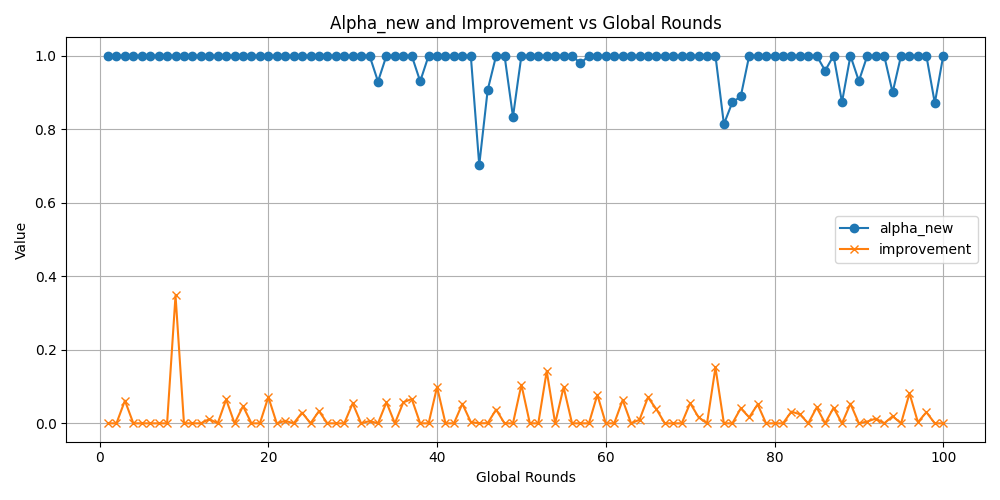 Alpha_new and Improvement vs Global Rounds
1.0
0.8
0.6
0.4
0.2
0.0
Value
alpha_new
improvement
0 20 40 60 80 100
Global Rounds